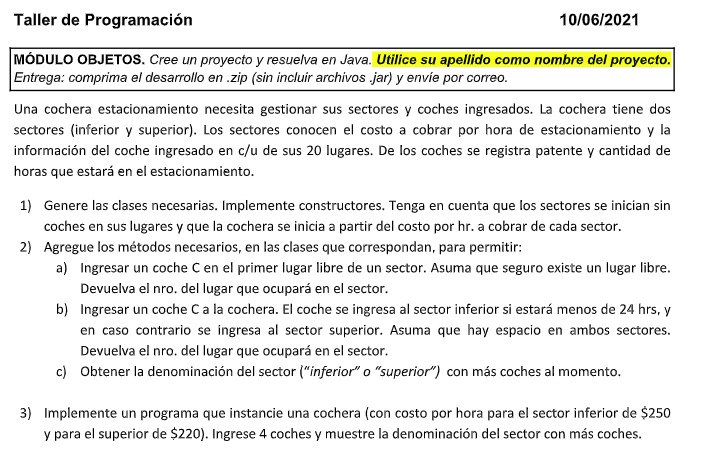 Taller de Programación 10/06/2021
MÓDULO OBJETOS. Cree un proyecto y resuelva en Java. Utilice su apellido como nombre del proyecto.
Entrega: comprima el desarrollo en .zip (sin incluir archivos .jar) y envíe por correo.
Una cochera estacionamiento necesita gestionar sus sectores y coches ingresados. La cochera tiene dos
sectores (inferior y superior). Los sectores conocen el costo a cobrar por hora de estacionamiento y la
información del coche ingresado en c/u de sus 20 lugares. De los coches se registra patente y cantidad de
horas que estará en el estacionamiento.
1) Genere las clases necesarias. Implemente constructores. Tenga en cuenta que los sectores se inician sin
coches en sus lugares y que la cochera se inicia a partir del costo por hr. a cobrar de cada sector.
2) Agregue los métodos necesarios, en las clases que correspondan, para permitir:
a) Ingresar un coche C en el primer lugar libre de un sector. Asuma que seguro existe un lugar libre.
Devuelva el nro. del lugar que ocupará en el sector.
b) Ingresar un coche C a la cochera. El coche se ingresa al sector inferior si estará menos de 24 hrs, y
en caso contrario se ingresa al sector superior. Asuma que hay espacio en ambos sectores.
Devuelva el nro. del lugar que ocupará en el sector.
c) Obtener la denominación del sector (“inferior” o “superior”) con más coches al momento.
3) Implemente un programa que instancie una cochera (con costo por hora para el sector inferior de $250
y para el superior de $220). Ingrese 4 coches y muestre la denominación del sector con más coches.